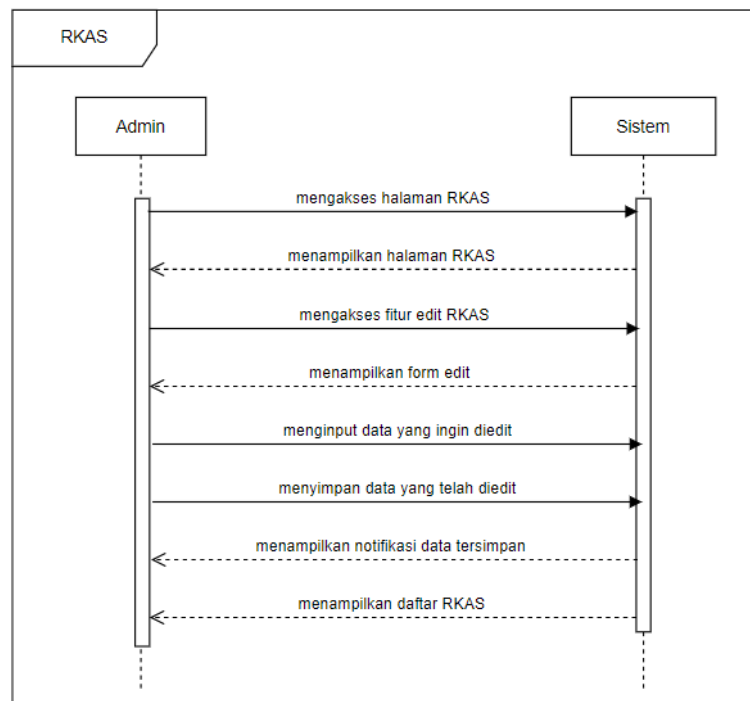 RKAS
Admin
Sistem
mengakses halaman RKAS
menampilkan halaman RKAS
mengakses fitur edit RKAS
menampilkan form edit
menginput data yang ingin diedit
menyimpan data yang telah diedit
menampilkan notifikasi data tersimpan
menampilkan daftar RKAS